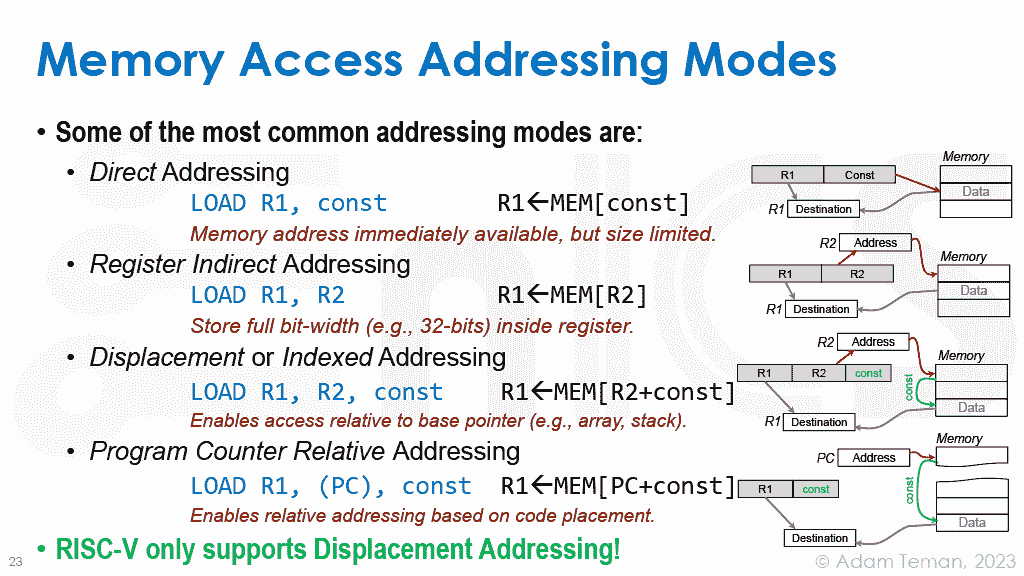 Memory Access Addressing Modes
• Some of the most common addressing modes are:
• Direct Addressing
LOAD R1, const R1←MEM[const]
Memory address immediately available, but size limited.
• Register Indirect Addressing
LOAD R1, R2 R1←MEM[R2]
Store full bit-width (e.g., 32-bits) inside register.
• Displacement or Indexed Addressing
LOAD R1, R2, const R1←MEM[R2+const]
Enables access relative to base pointer (e.g., array, stack).
• Program Counter Relative Addressing
LOAD R1, (PC), const R1←MEM[PC+const]
Enables relative addressing based on code placement.
• RISC-V only supports Displacement Addressing!
Memory
R1 Const
Data
R1 Destination
R2 Address
Memory
R1 R2
Data
R1 Destination
R2 Address
Memory
R1 R2 const
const
Data
R1 Destination
Memory
PC Address
R1 const
const
Data
Destination
23
© Adam Teman, 2023